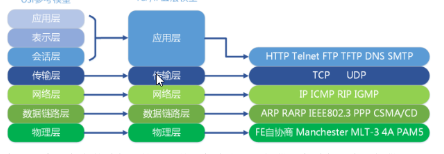 应用层
表示层
会话层
应用层
HTTP Telnet FTP TFTP DNS SMTP
传输层 传输层 TCP UDP
网络层 网络层 IP ICMP RIP IGMP
数据链路层 数据链路层 ARP RARP IEEE802.3 PPP CSMA/CD
物理层 物理层 FE自协商 Manchester MLT-3 4A PAM5